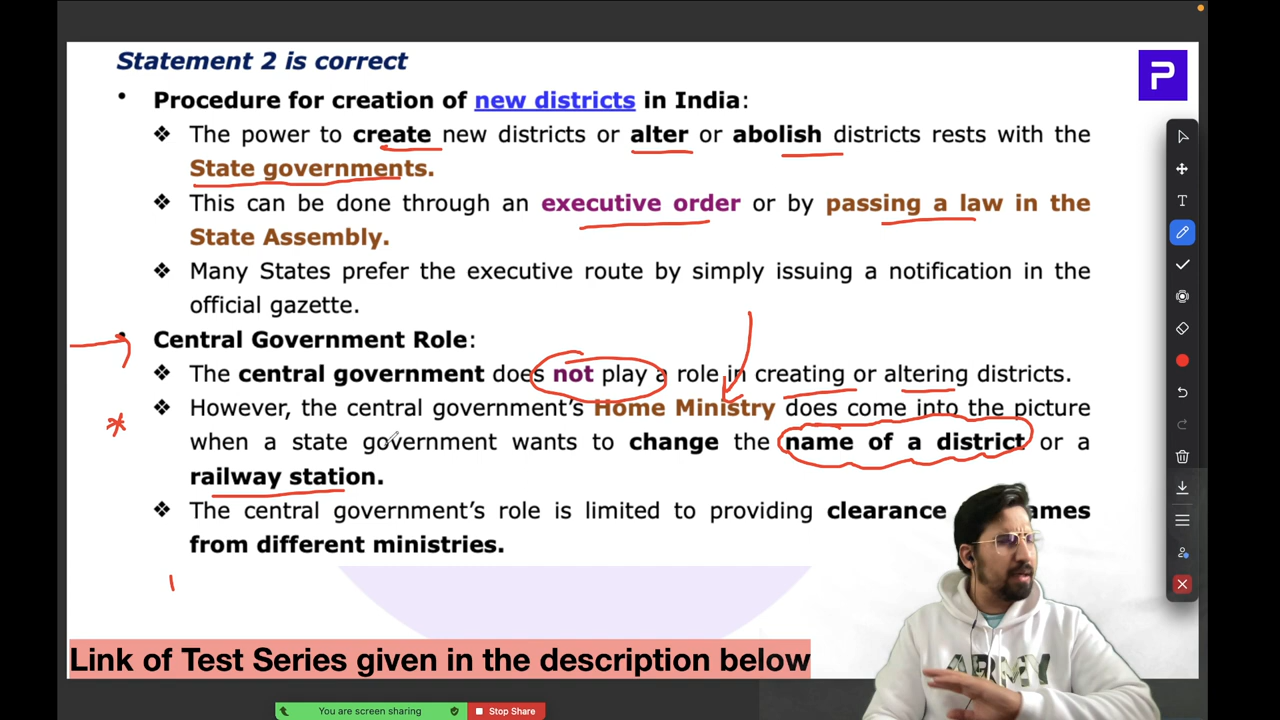 Statement 2 is correct
P
• Procedure for creation of new districts in India:
❖ The power to create new districts or alter or abolish districts rests with the
State governments.
❖ This can be done through an executive order or by passing a law in the
State Assembly.
❖ Many States prefer the executive route by simply issuing a notification in the
official gazette.
• Central Government Role:
❖ The central government does not play a role in creating or altering districts.
❖ However, the central government's Home Ministry does come into the picture
when a state government wants to change the name of a district or a
railway station.
❖ The central government's role is limited to providing clearance
from different ministries.
Link of Test Series given in the description below
ARMY
You are screen sharing
Stop Share
T